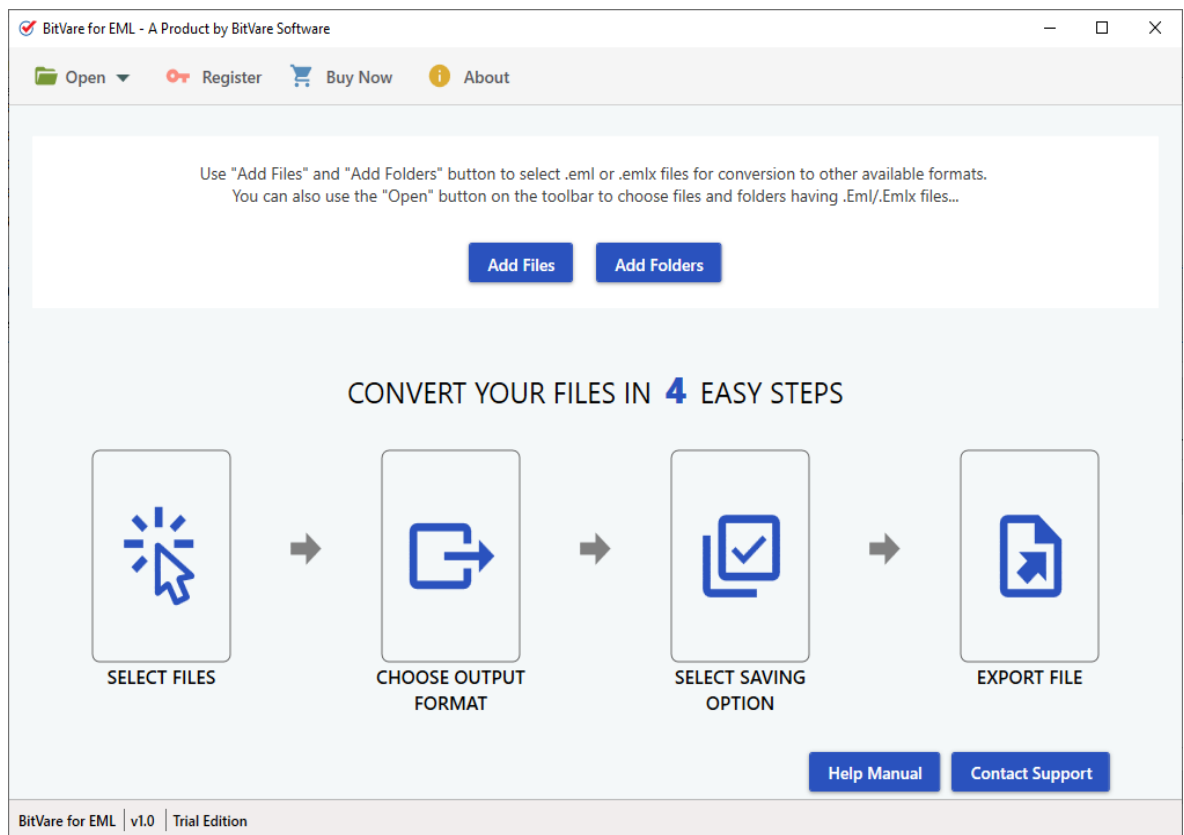 BitVare for EML - A Product by BitVare Software
Open Register Buy Now About
Use "Add Files" and "Add Folders" button to select .eml or .emlx files for conversion to other available formats.
You can also use the "Open" button on the toolbar to choose files and folders having .Eml/.Emlx files...
Add Files Add Folders
CONVERT YOUR FILES IN 4 EASY STEPS
SELECT FILES
CHOOSE OUTPUT
FORMAT
SELECT SAVING
OPTION
EXPORT FILE
Help Manual Contact Support
BitVare for EML v1.0 Trial Edition